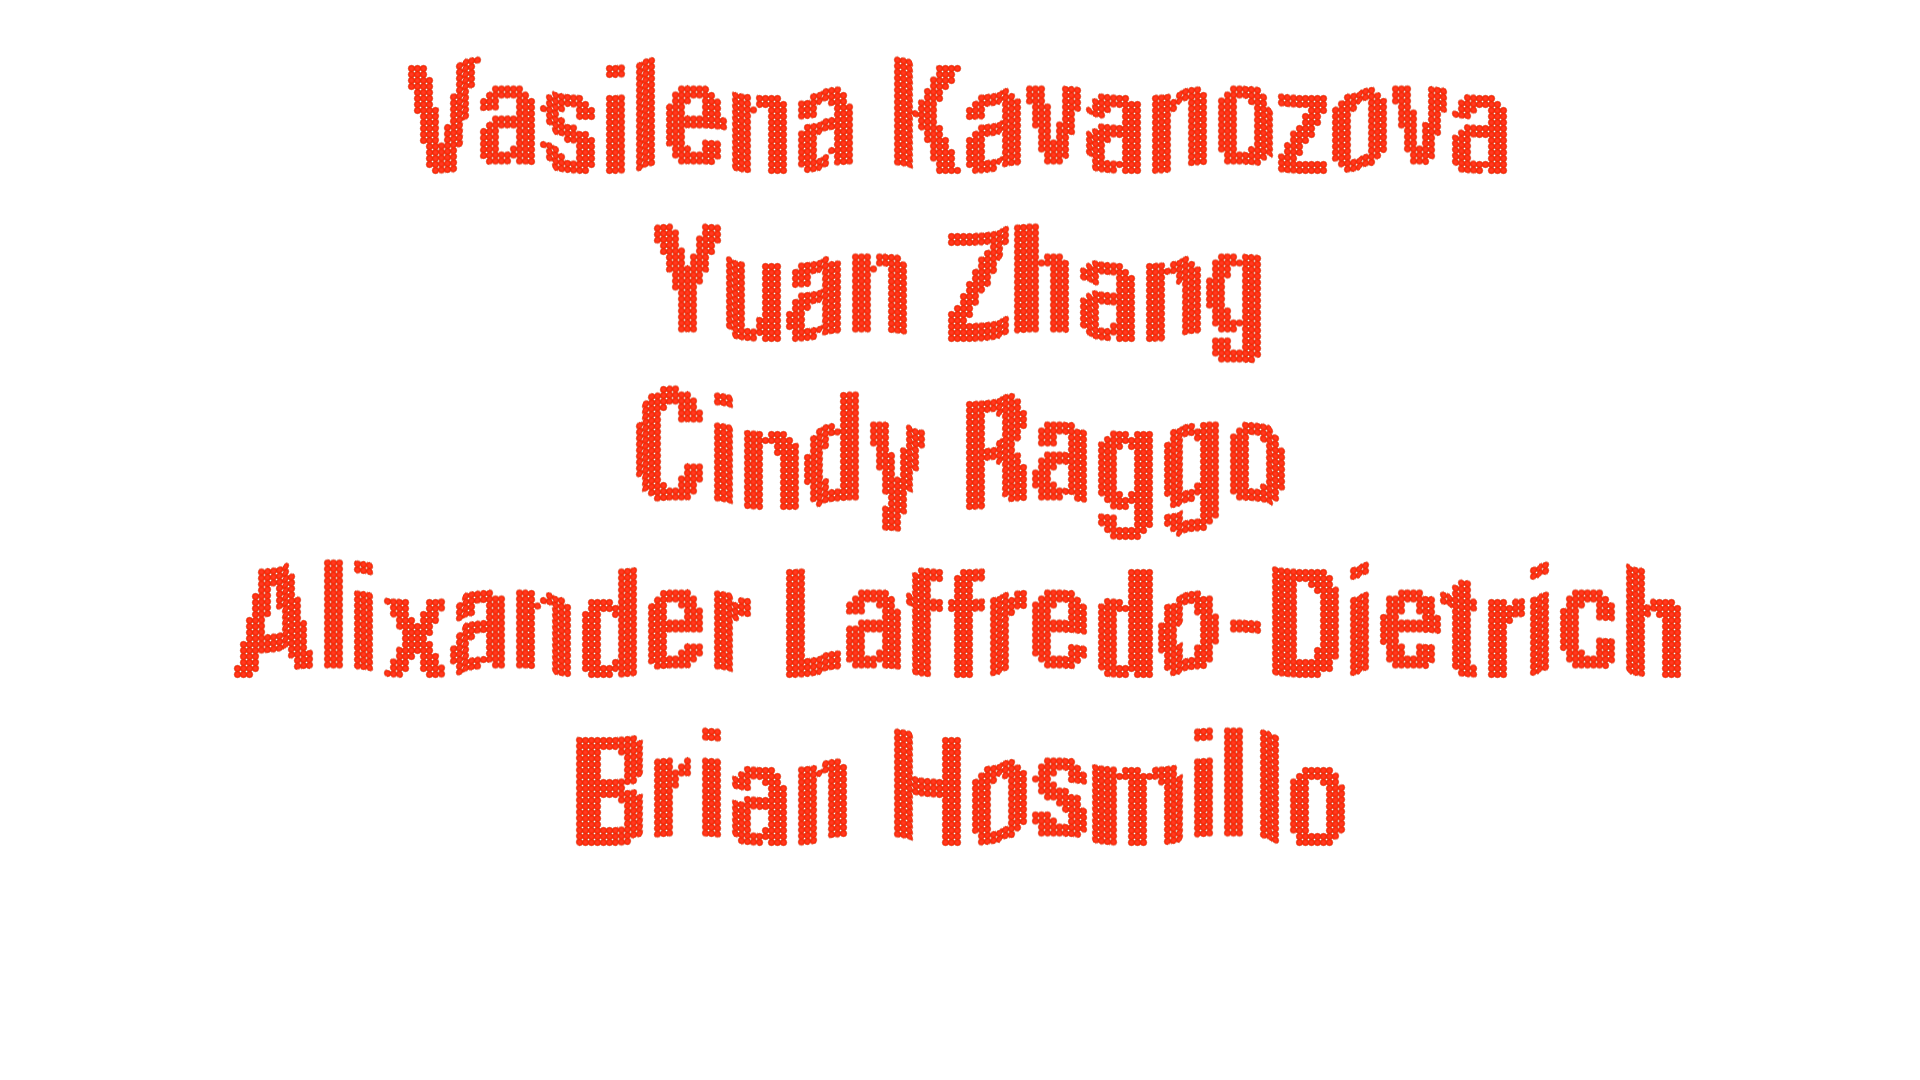 Vasilena Kavanozova
Yuan Zhang
Cindy Raggo
Alixander Laffredo-Dietrich
Brian Hosmillo